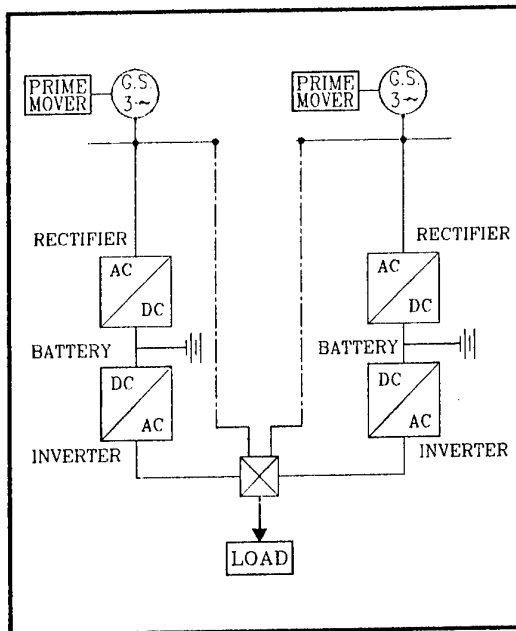 PRIME
MOVER
G.S.
3~
PRIME
MOVER
G.S.
3~
RECTIFIER
AC
DC
RECTIFIER
AC
DC
BATTERY
BATTERY
DC
AC
DC
AC
INVERTER
INVERTER
LOAD